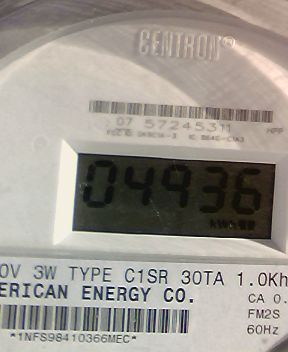 CENTRON®
07 57245311 HPP
04936
kWh
0V 3W TYPE C1SR 30TA 1.0Kh
ERICAN ENERGY CO. CA 0.
FM2S
60Hz
*1NFS98410366MEC*